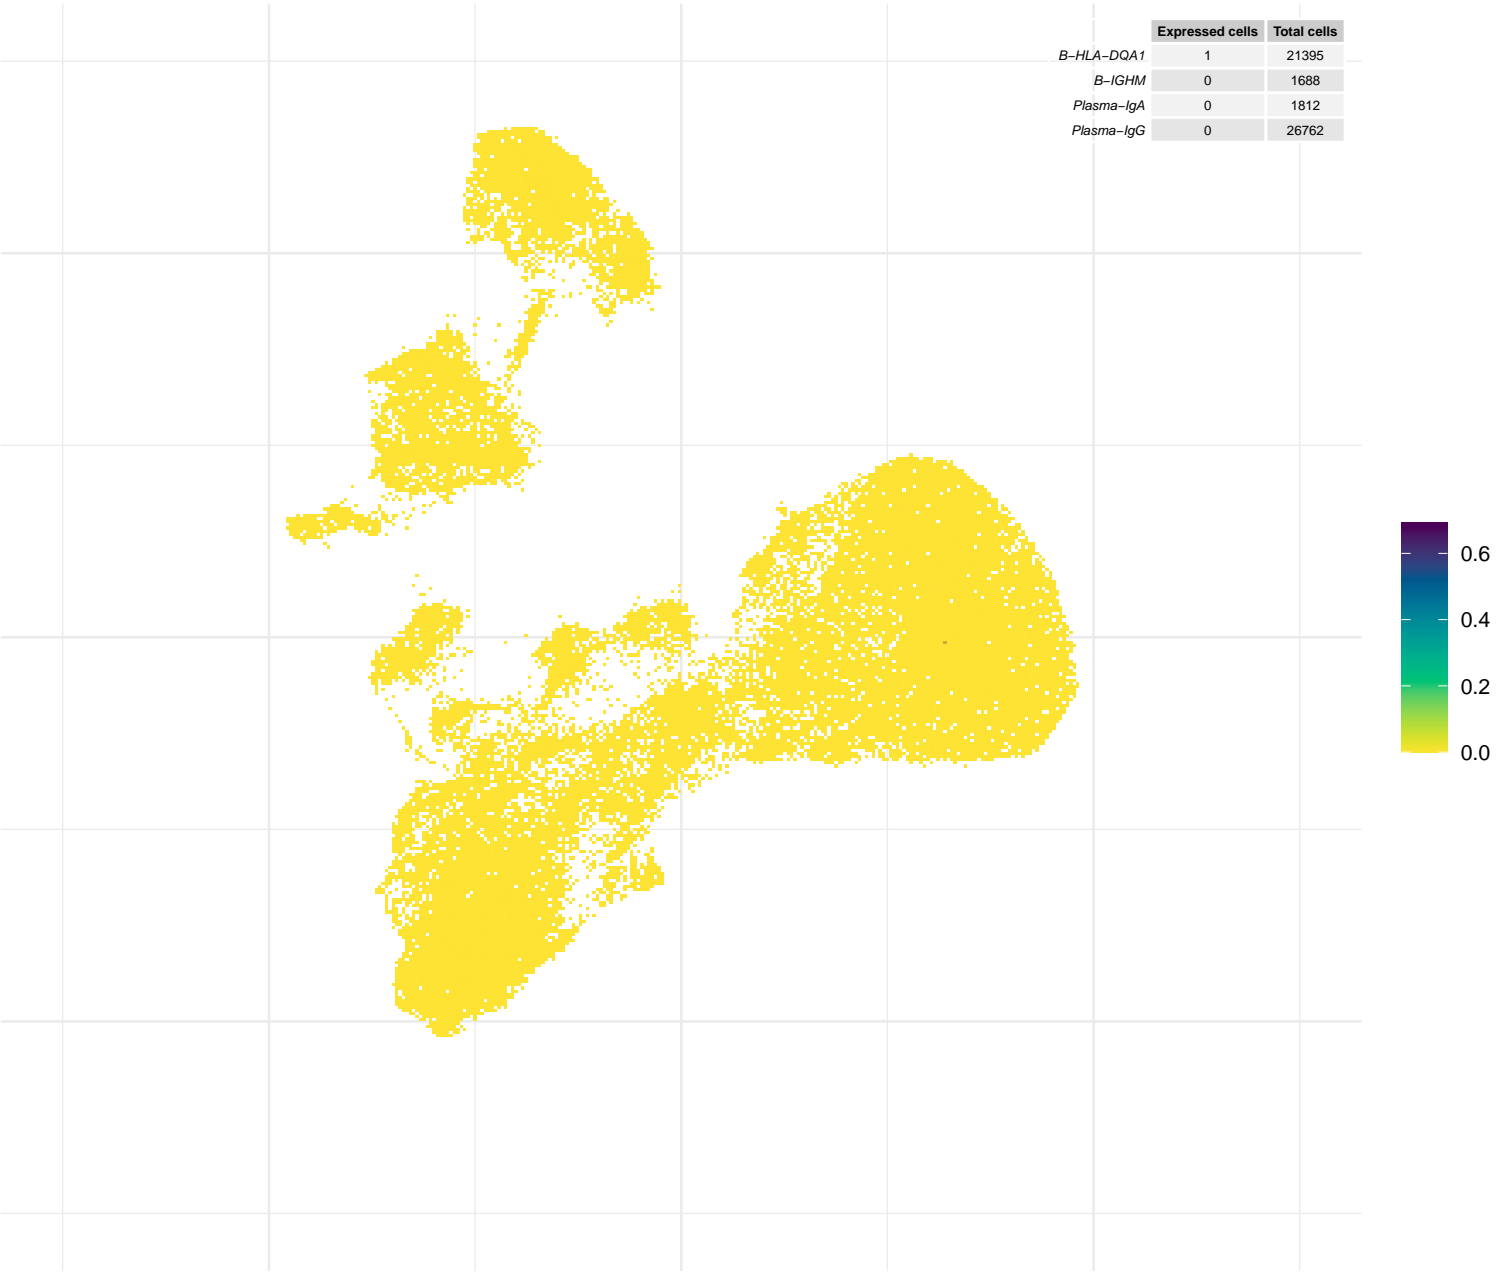 Expressed cells Total cells
B−HLA−DQA1 1 21395
B−IGHM 0 1688
Plasma−IgA 0 1812
Plasma−IgG 0 26762
0.6
0.4
0.2
0.0